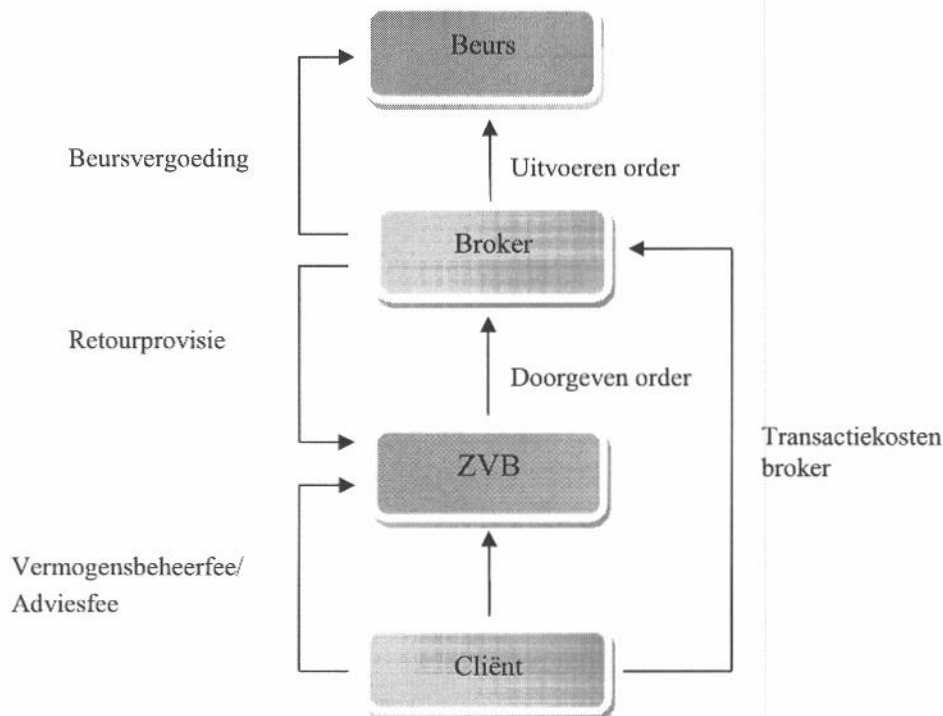 Beurs
Beursvergoeding
Uitvoeren order
Broker
Retourprovisie
Doorgeven order
Transactiekosten
broker
ZVB
Vermogensbeheerfee/
Adviesfee
Cliënt